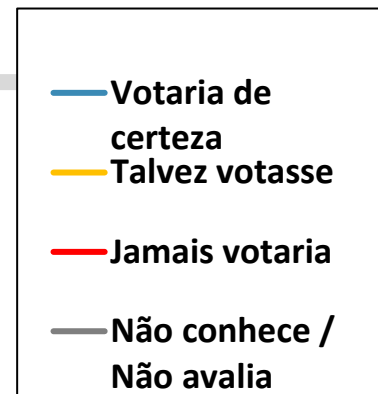 Votaria de
certeza
Talvez votasse
Jamais votaria
Não conhece /
Não avalia